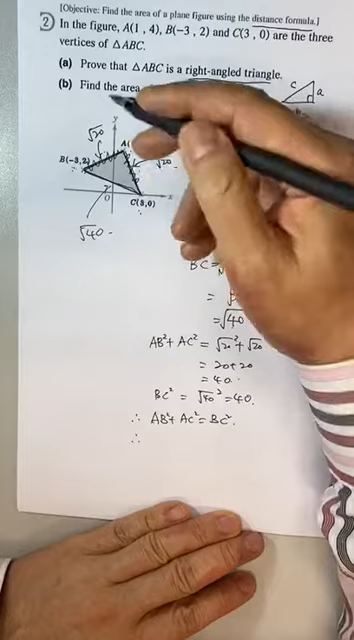 [Objective: Find the area of a plane figure using the distance formula.]
2 In the figure, A(1 , 4), B(−3 , 2) and C(3 , 0) are the three
vertices of △ABC.
(a) Prove that △ABC is a right-angled triangle.
(b) Find the area
c a
y
√20
A(
B(−3,2)
√20
O
C(3,0)
x
√40
BC =
=
= √40
AB² + AC² = √20² + √20
= 20+20
= 40.
BC² = √40² = 40.
∴ AB² + AC² = BC².
∴